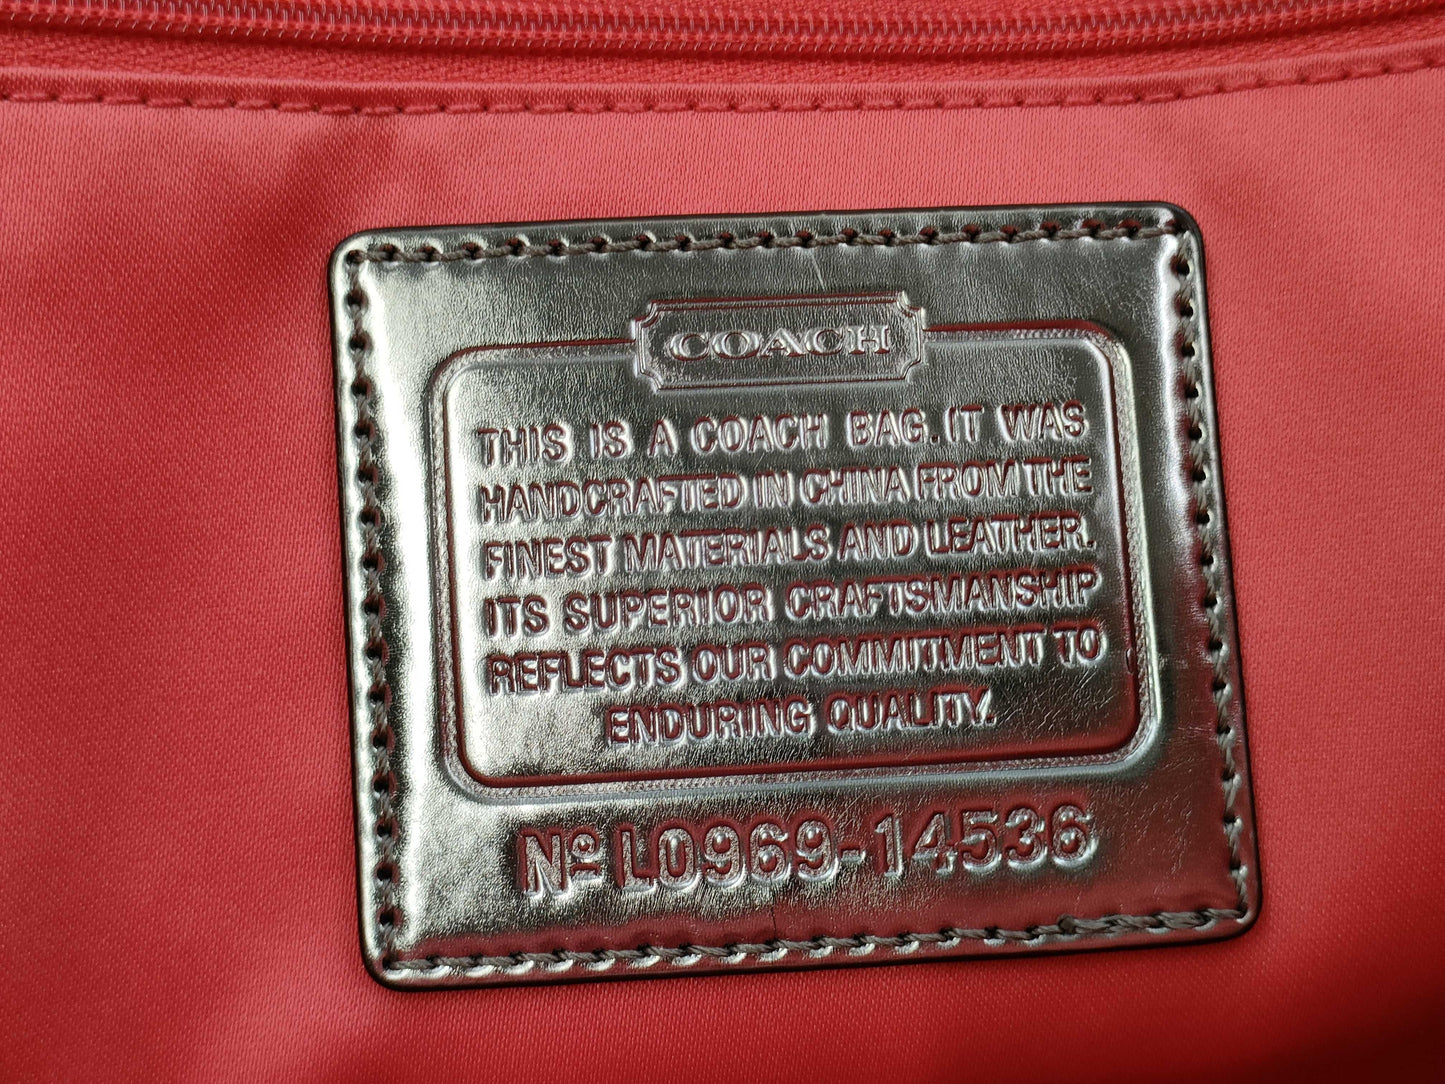 COACH
THIS IS A COACH BAG. IT WAS
HANDCRAFTED IN CHINA FROM THE
FINEST MATERIALS AND LEATHER.
ITS SUPERIOR CRAFTSMANSHIP
REFLECTS OUR COMMITMENT TO
ENDURING QUALITY.
Nº L0969-14536